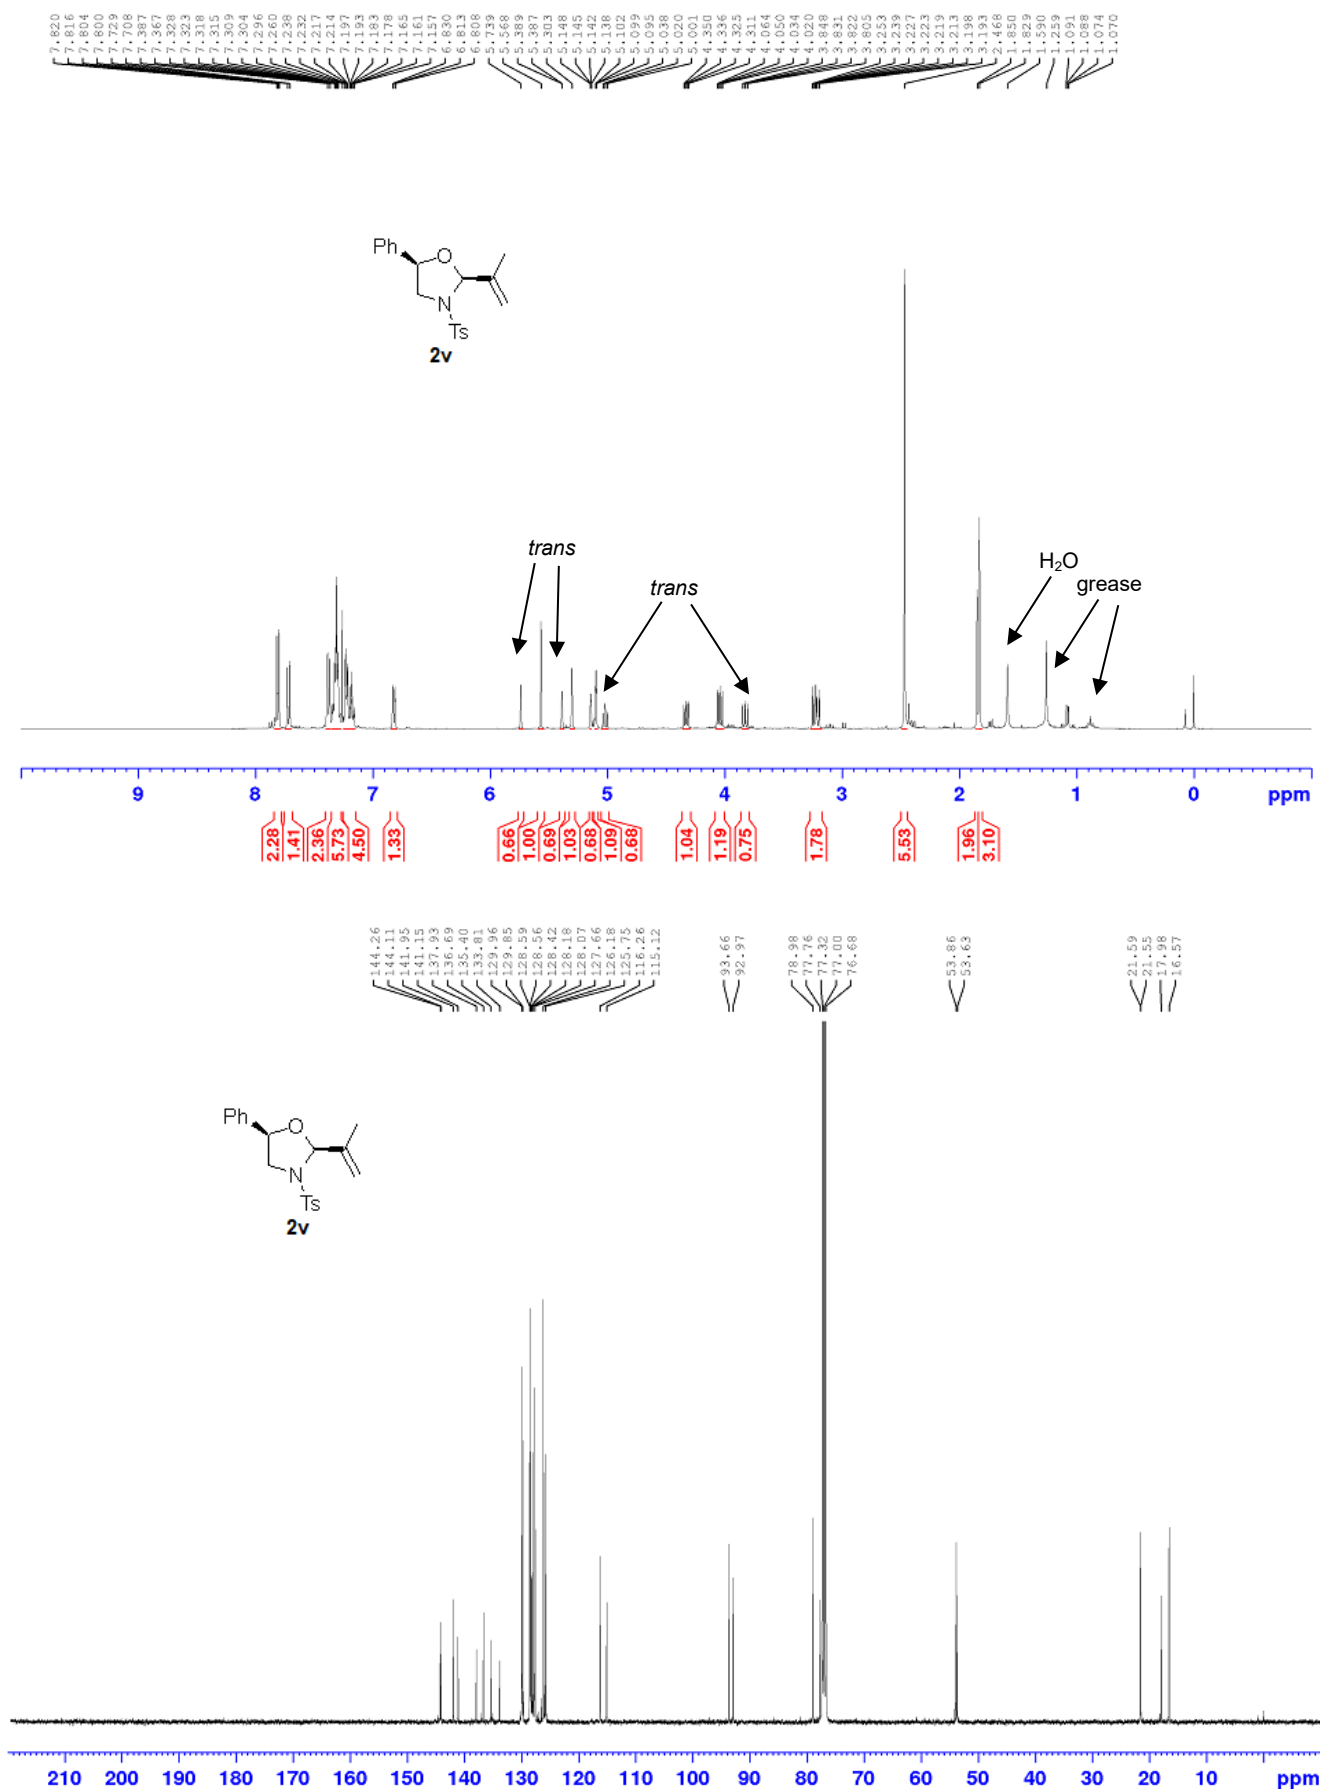 7.820 7.816 7.804 7.800 7.729 7.708 7.387 7.367 7.328 7.323 7.318 7.315 7.309 7.304 7.296 7.260 7.238 7.232 7.217 7.214 7.197 7.193 7.183 7.178 7.165 7.161 7.157 6.830 6.813 6.808 5.739 5.568 5.389 5.387 5.303 5.148 5.145 5.142 5.138 5.102 5.099 5.095 5.038 5.020 5.001 4.350 4.336 4.325 4.311 4.064 4.050 4.034 4.020 3.848 3.831 3.822 3.805 3.253 3.239 3.227 3.223 3.219 3.213 3.198 3.193 2.468 1.850 1.829 1.590 1.259 1.091 1.088 1.074 1.070
Ph O
N
Ts
2v
trans
trans
H₂O
grease
9 8 7 6 5 4 3 2 1 0 ppm
2.28 1.41 2.36 5.73 4.50 1.33 0.66 1.00 0.69 1.03 0.68 1.09 0.68 1.04 1.19 0.75 1.78 5.53 1.96 3.10
144.26 144.11 141.95 141.15 137.93 136.69 135.40 133.81 129.96 129.85 128.59 128.56 128.42 128.18 128.07 127.66 126.18 125.75 116.26 115.12 93.66 92.97 78.98 77.76 77.32 77.00 76.68 53.86 53.63 21.59 21.55 17.98 16.57
Ph O
N
Ts
2v
210 200 190 180 170 160 150 140 130 120 110 100 90 80 70 60 50 40 30 20 10 ppm